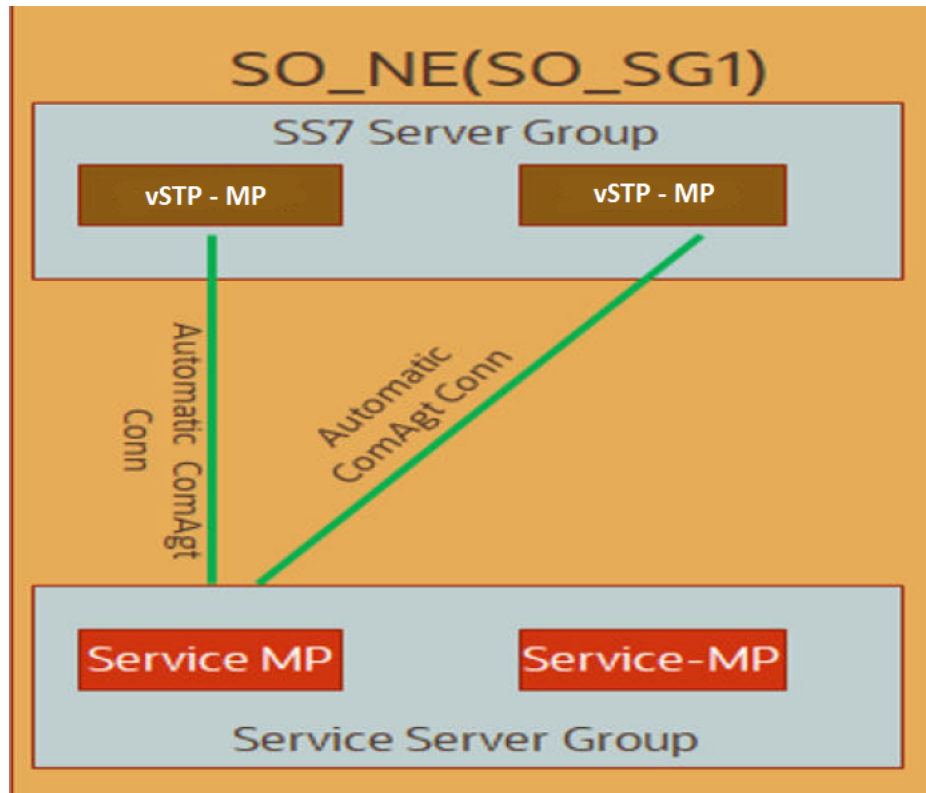 SO_NE(SO_SG1)
SS7 Server Group
vSTP - MP
vSTP - MP
Automatic ComAgt
Conn
Automatic
ComAgt Conn
Service MP
Service-MP
Service Server Group